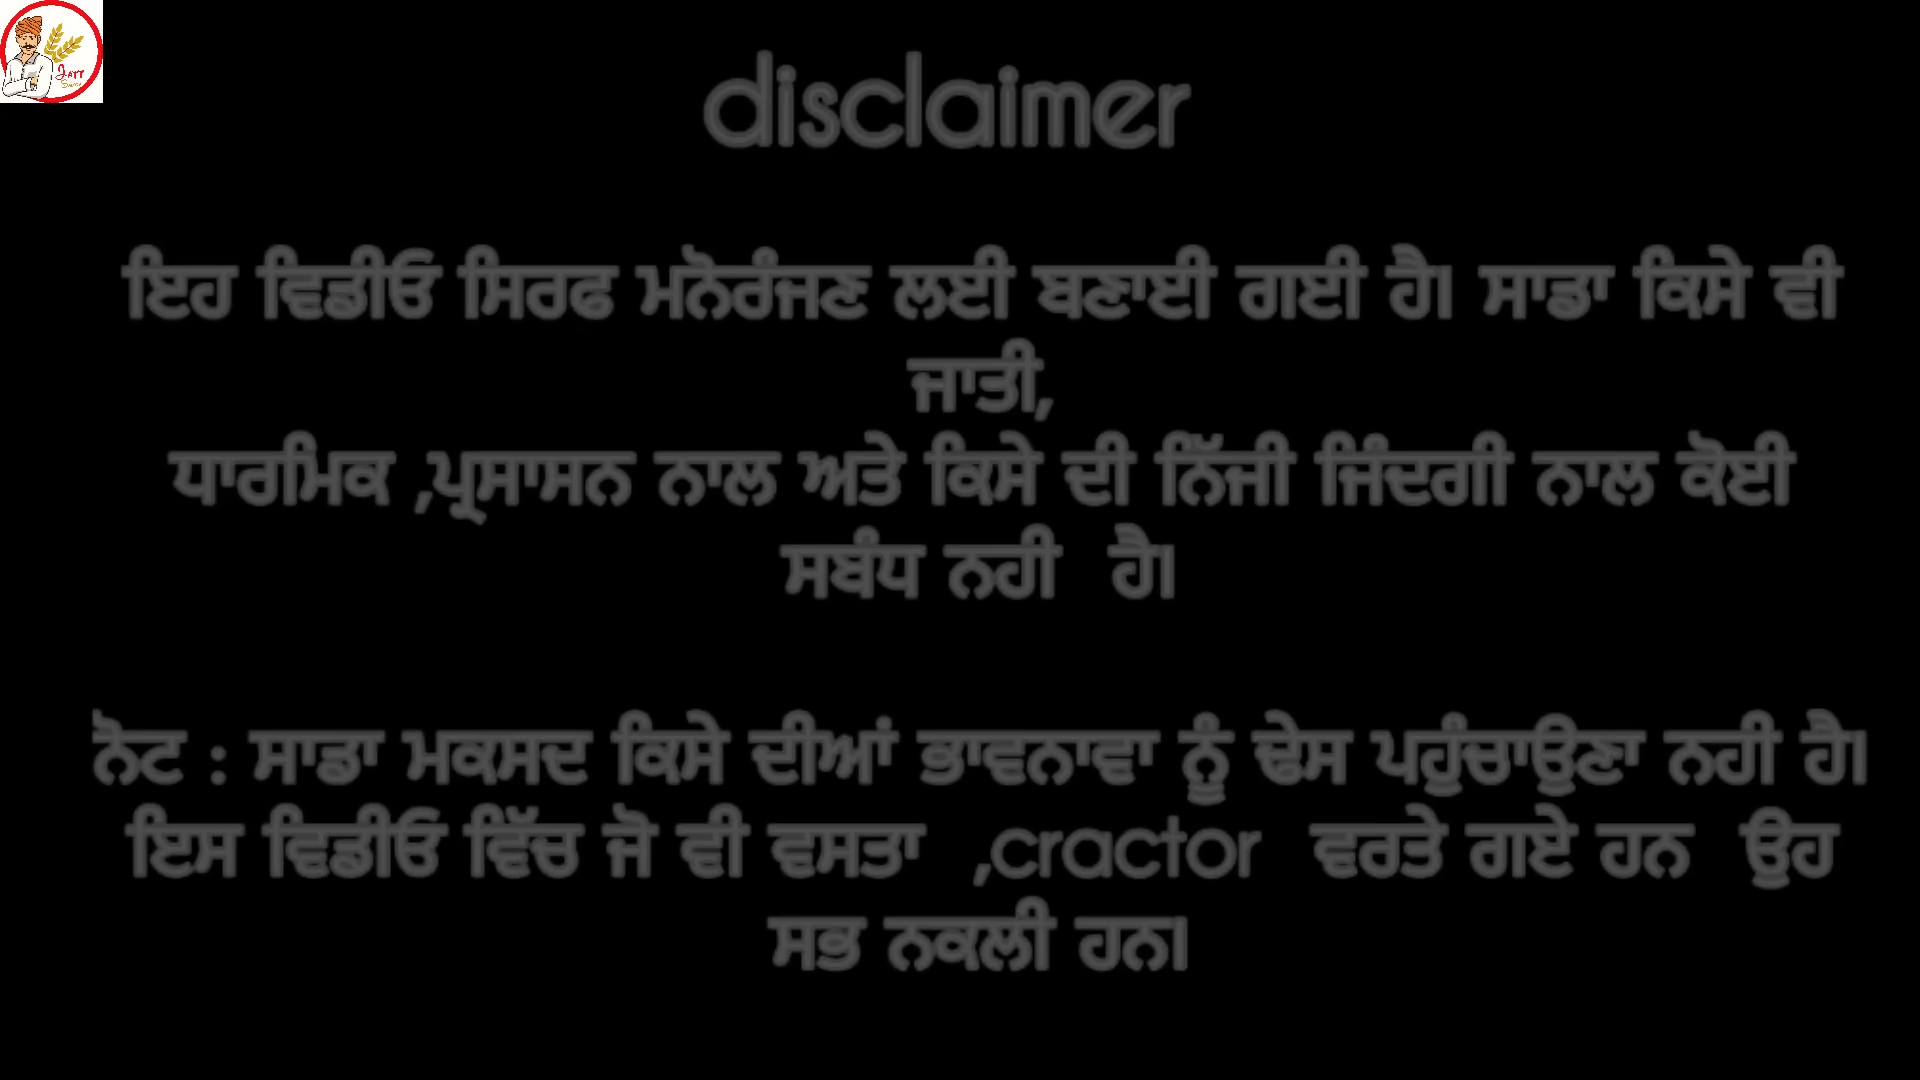 JATT
disclaimer
ਇਹ ਵਿਡੀਓ ਸਿਰਫ ਮਨੋਰੰਜਣ ਲਈ ਬਣਾਈ ਗਈ ਹੈ। ਸਾਡਾ ਕਿਸੇ ਵੀ
ਜਾਤੀ,
ਧਾਰਮਿਕ ,ਪ੍ਰਸਾਸਨ ਨਾਲ ਅਤੇ ਕਿਸੇ ਦੀ ਨਿੱਜੀ ਜਿੰਦਗੀ ਨਾਲ ਕੋਈ
ਸਬੰਧ ਨਹੀ ਹੈ।
ਨੋਟ : ਸਾਡਾ ਮਕਸਦ ਕਿਸੇ ਦੀਆਂ ਭਾਵਨਾਵਾ ਨੂੰ ਢੇਸ ਪਹੁੰਚਾਉਣਾ ਨਹੀ ਹੈ।
ਇਸ ਵਿਡੀਓ ਵਿੱਚ ਜੋ ਵੀ ਵਸਤਾ ,cractor ਵਰਤੇ ਗਏ ਹਨ ਉਹ
ਸਭ ਨਕਲੀ ਹਨ।